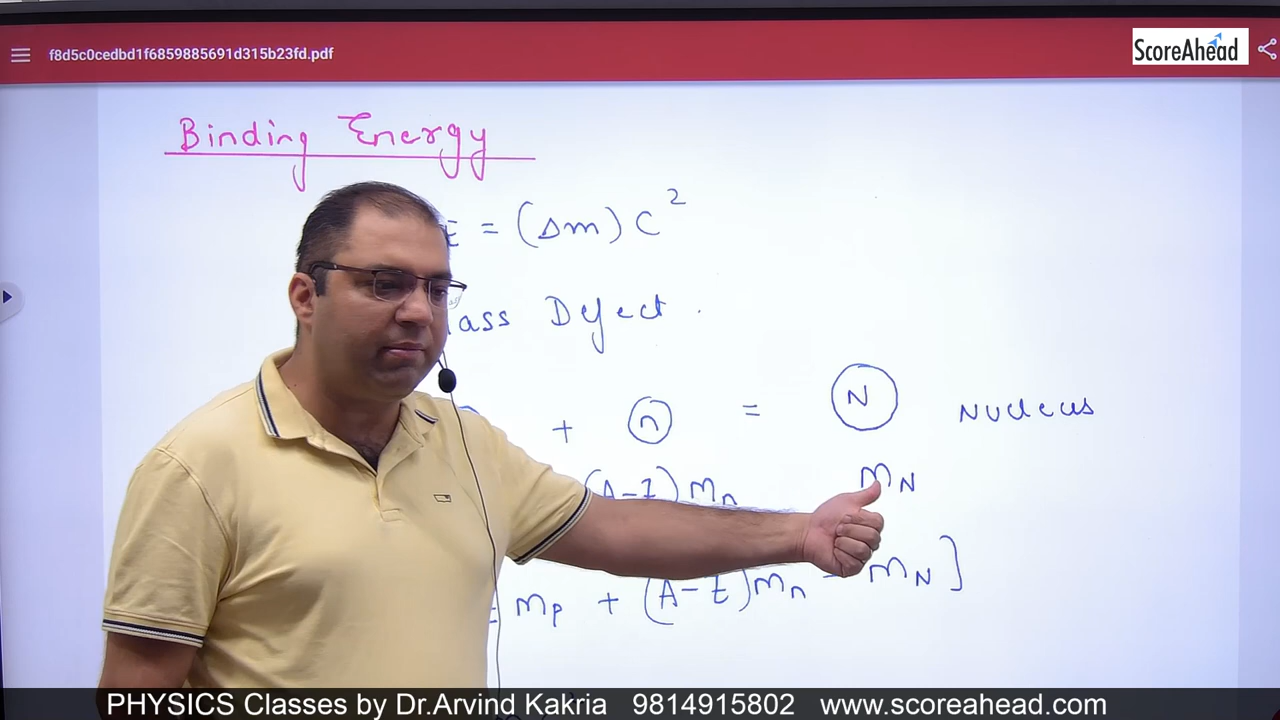 f8d5c0cedbd1f6859885691d315b23fd.pdf
ScoreAhead
Binding Energy
E = (Δm) C²
ass Defect .
+ n = N Nucleus
(A-Z) Mn MN
Mp + (A-Z) Mn - MN ]
PHYSICS Classes by Dr.Arvind Kakria 9814915802 www.scoreahead.com